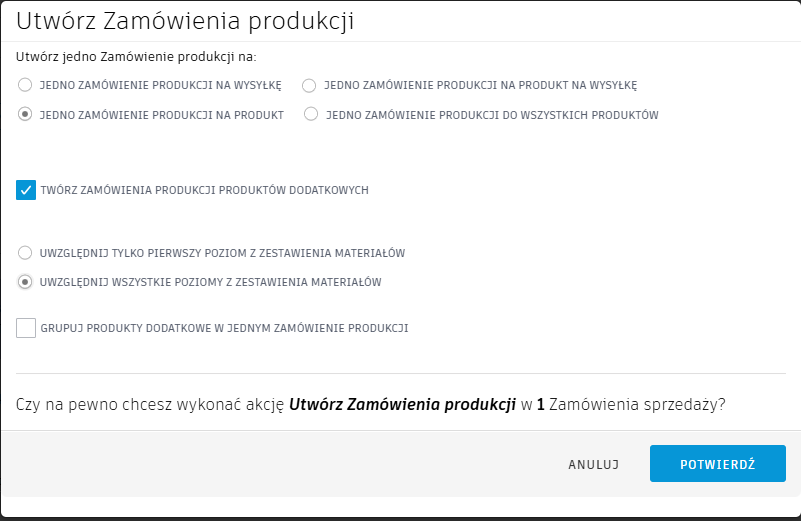 Utwórz Zamówienia produkcji
Utwórz jedno Zamówienie produkcji na:
JEDNO ZAMÓWIENIE PRODUKCJI NA WYSYŁKĘ JEDNO ZAMÓWIENIE PRODUKCJI NA PRODUKT NA WYSYŁKĘ
JEDNO ZAMÓWIENIE PRODUKCJI NA PRODUKT JEDNO ZAMÓWIENIE PRODUKCJI DO WSZYSTKICH PRODUKTÓW
TWÓRZ ZAMÓWIENIA PRODUKCJI PRODUKTÓW DODATKOWYCH
UWZGLĘDNIJ TYLKO PIERWSZY POZIOM Z ZESTAWIENIA MATERIAŁÓW
UWZGLĘDNIJ WSZYSTKIE POZIOMY Z ZESTAWIENIA MATERIAŁÓW
GRUPUJ PRODUKTY DODATKOWE W JEDNYM ZAMÓWIENIE PRODUKCJI
Czy na pewno chcesz wykonać akcję Utwórz Zamówienia produkcji w 1 Zamówienia sprzedaży?
ANULUJ POTWIERDŹ